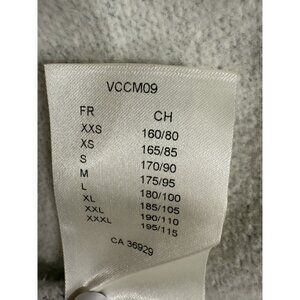 VCCM09
FR CH
XXS 160/80
XS 165/85
S 170/90
M 175/95
L 180/100
XL 185/105
XXL 190/110
XXXL 195/115
CA 36929